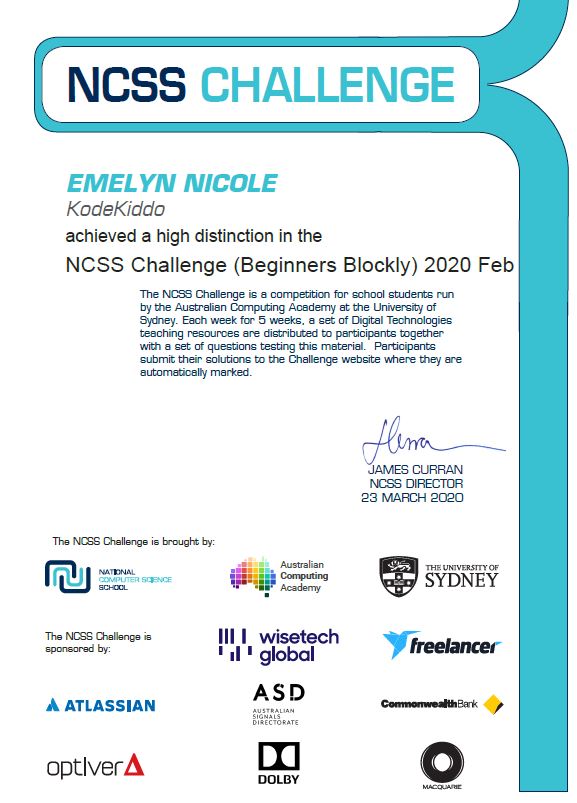 NCSS CHALLENGE
EMELYN NICOLE
KodeKiddo
achieved a high distinction in the
NCSS Challenge (Beginners Blockly) 2020 Feb
The NCSS Challenge is a competition for school students run
by the Australian Computing Academy at the University of
Sydney. Each week for 5 weeks, a set of Digital Technologies
teaching resources are distributed to participants together
with a set of questions testing this material. Participants
submit their solutions to the Challenge website where they are
automatically marked.
JAMES CURRAN
NCSS DIRECTOR
23 MARCH 2020
The NCSS Challenge is brought by:
NATIONAL
COMPUTER SCIENCE
SCHOOL
Australian
Computing
Academy
THE UNIVERSITY OF
SYDNEY
The NCSS Challenge is
sponsored by:
wisetech
global
freelancer
ATLASSIAN
ASD
AUSTRALIAN
SIGNALS
DIRECTORATE
CommonwealthBank
optiver
DOLBY
MACQUARIE